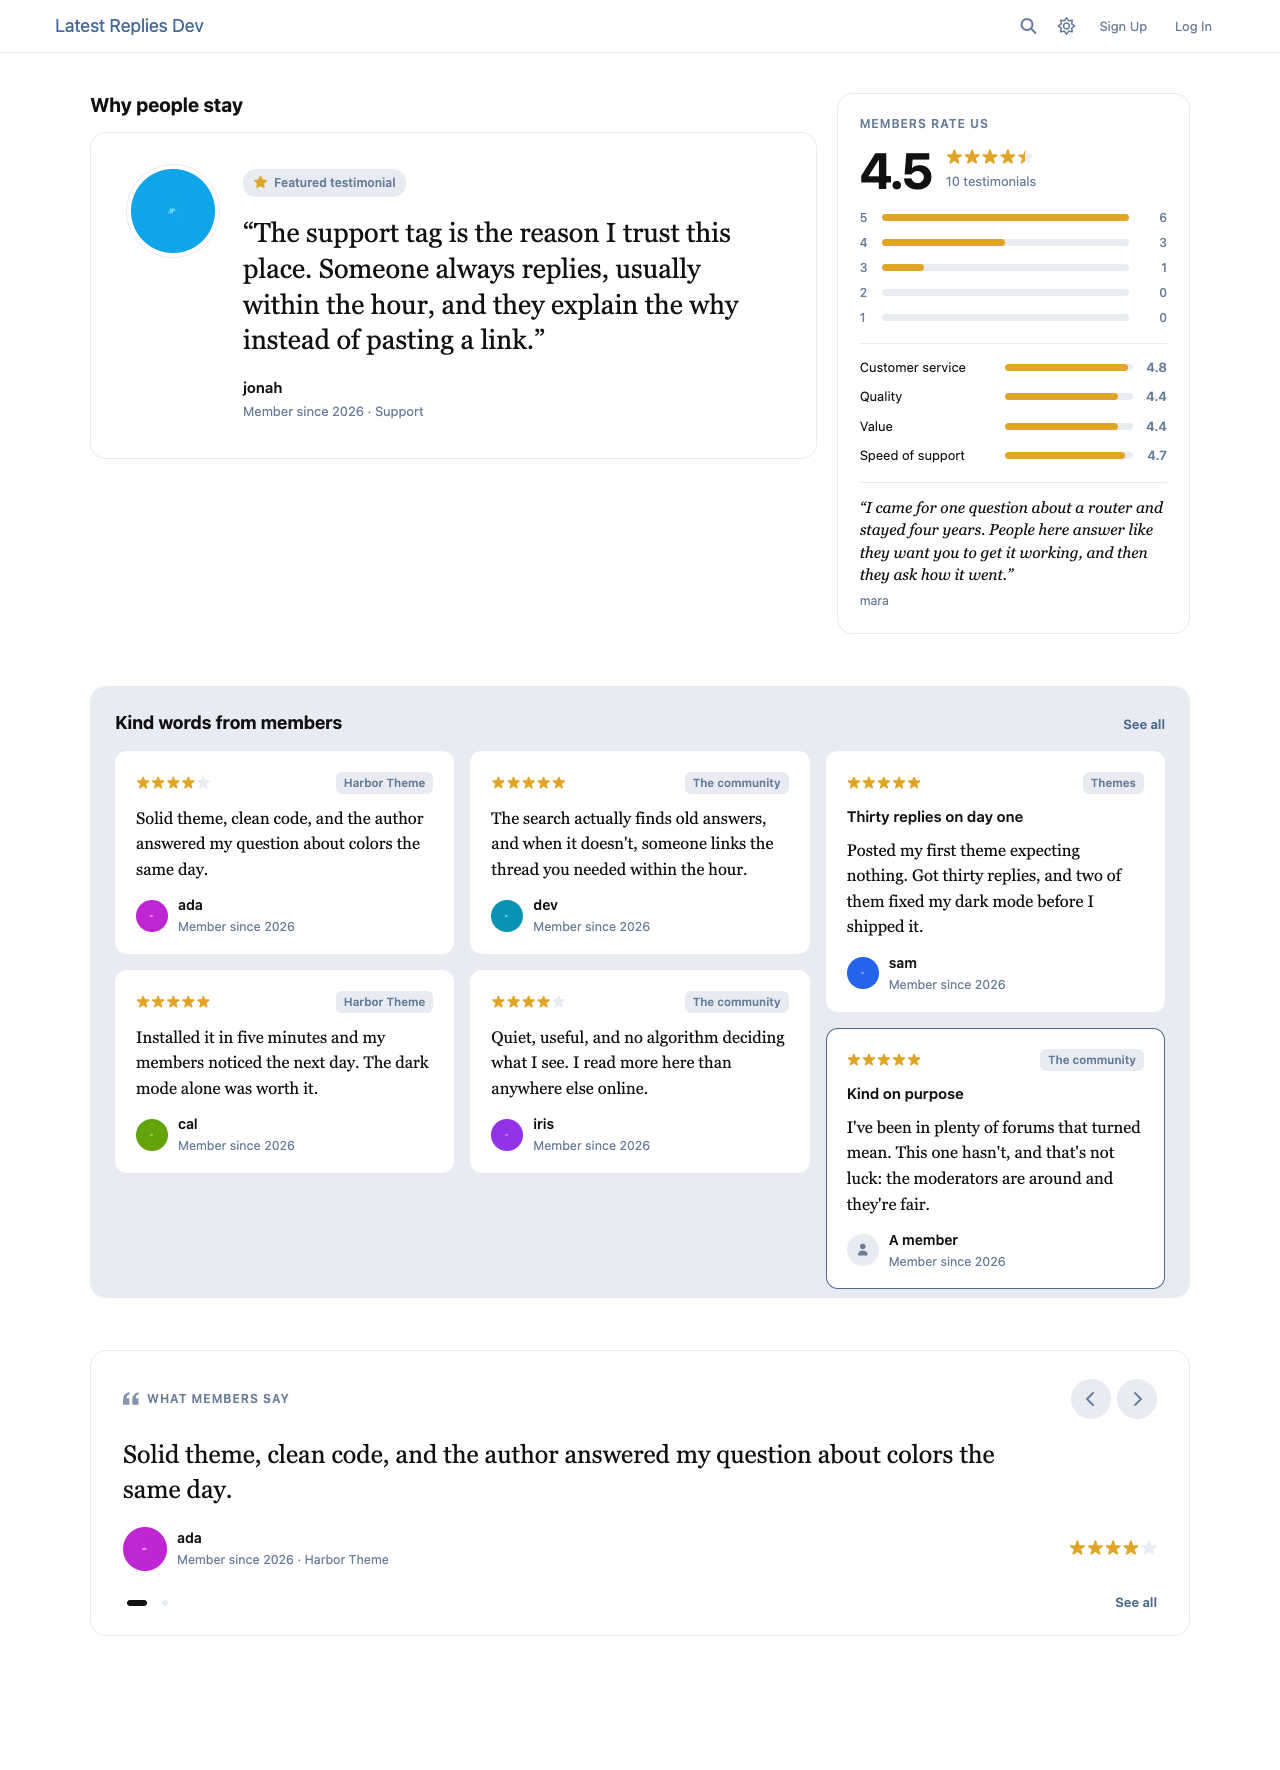 Latest Replies Dev
Sign Up
Log In
Why people stay
Featured testimonial
“The support tag is the reason I trust this
place. Someone always replies, usually
within the hour, and they explain the why
instead of pasting a link.”
jonah
Member since 2026 · Support
MEMBERS RATE US
4.5
10 testimonials
5 6
4 3
3 1
2 0
1 0
Customer service 4.8
Quality 4.4
Value 4.4
Speed of support 4.7
“I came for one question about a router and
stayed four years. People here answer like
they want you to get it working, and then
they ask how it went.”
mara
Kind words from members
See all
Harbor Theme
Solid theme, clean code, and the author
answered my question about colors the
same day.
ada
Member since 2026
The community
The search actually finds old answers,
and when it doesn't, someone links the
thread you needed within the hour.
dev
Member since 2026
Themes
Thirty replies on day one
Posted my first theme expecting
nothing. Got thirty replies, and two of
them fixed my dark mode before I
shipped it.
sam
Member since 2026
Harbor Theme
Installed it in five minutes and my
members noticed the next day. The dark
mode alone was worth it.
cal
Member since 2026
The community
Quiet, useful, and no algorithm deciding
what I see. I read more here than
anywhere else online.
iris
Member since 2026
The community
Kind on purpose
I've been in plenty of forums that turned
mean. This one hasn't, and that's not
luck: the moderators are around and
they're fair.
A member
Member since 2026
WHAT MEMBERS SAY
Solid theme, clean code, and the author answered my question about colors the
same day.
ada
Member since 2026 · Harbor Theme
See all